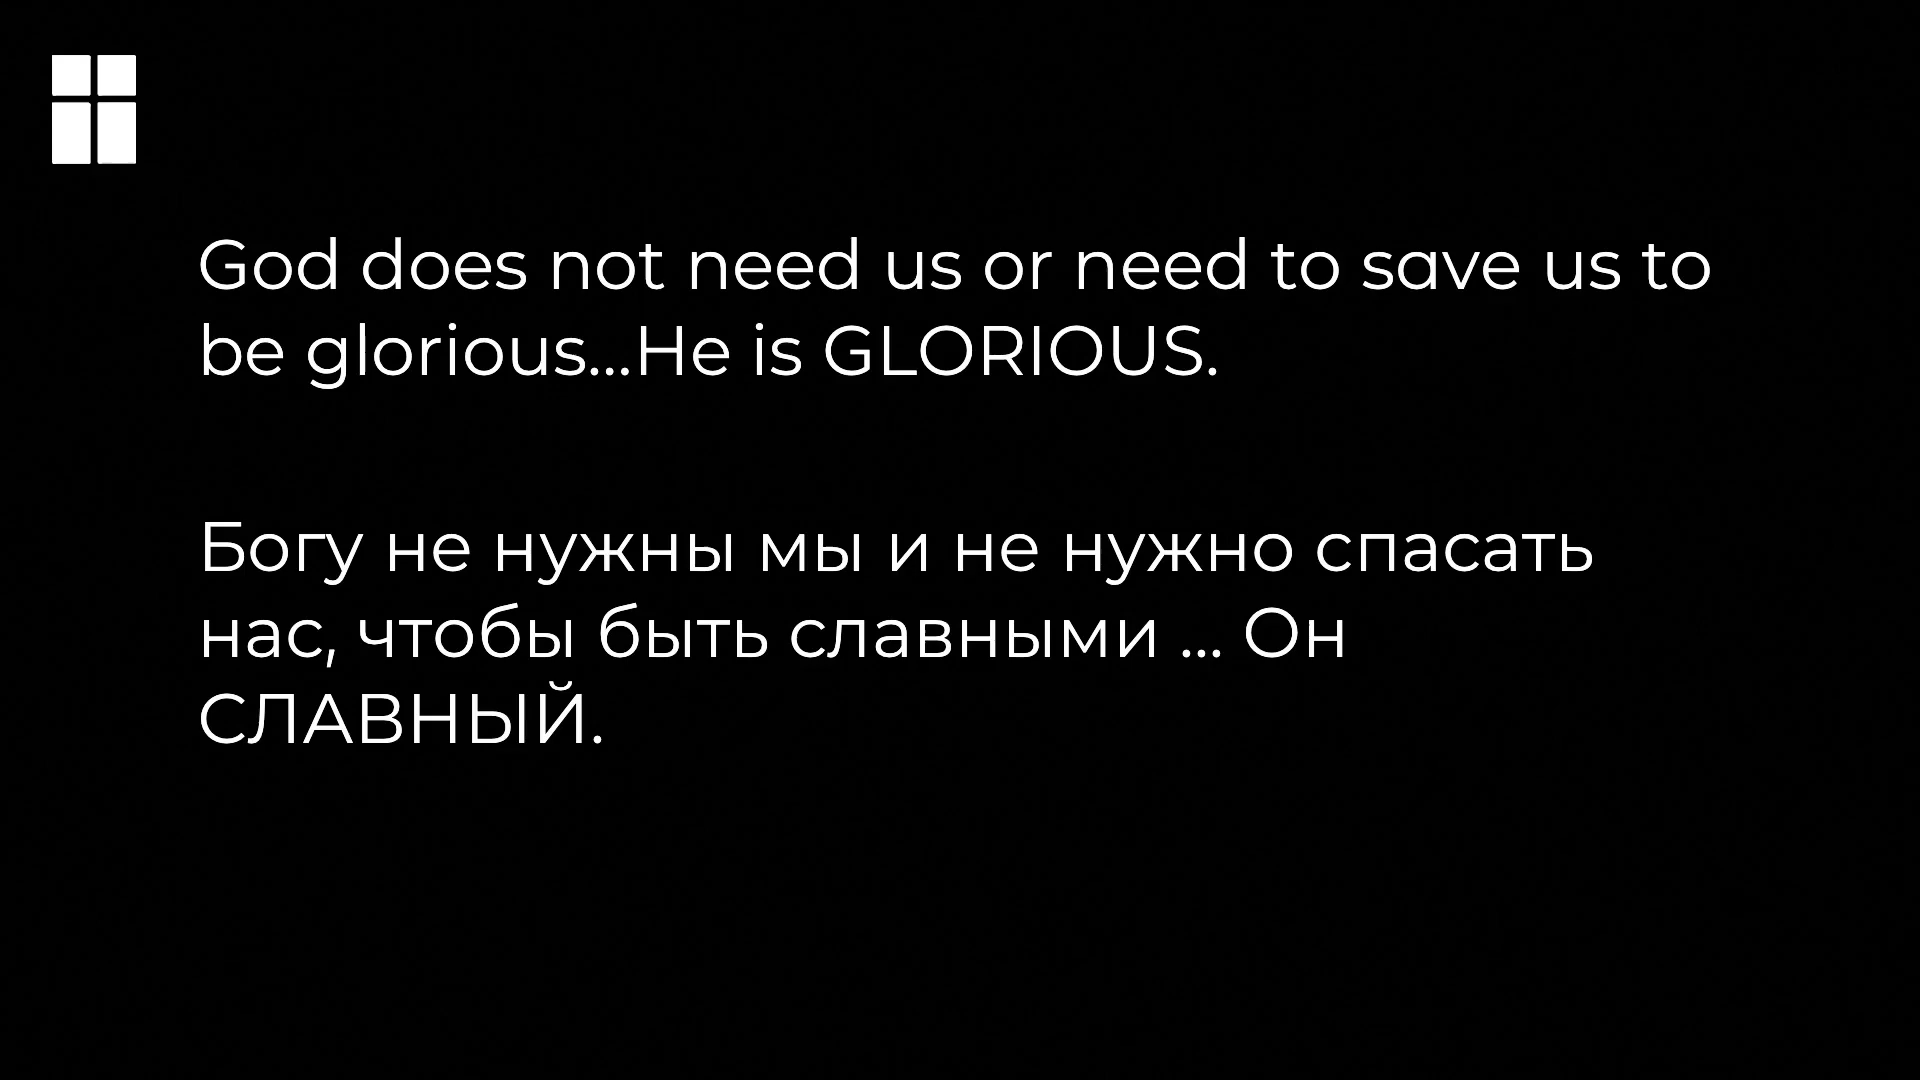 God does not need us or need to save us to
be glorious...He is GLORIOUS.
Богу не нужны мы и не нужно спасать
нас, чтобы быть славными ... Он
СЛАВНЫЙ.